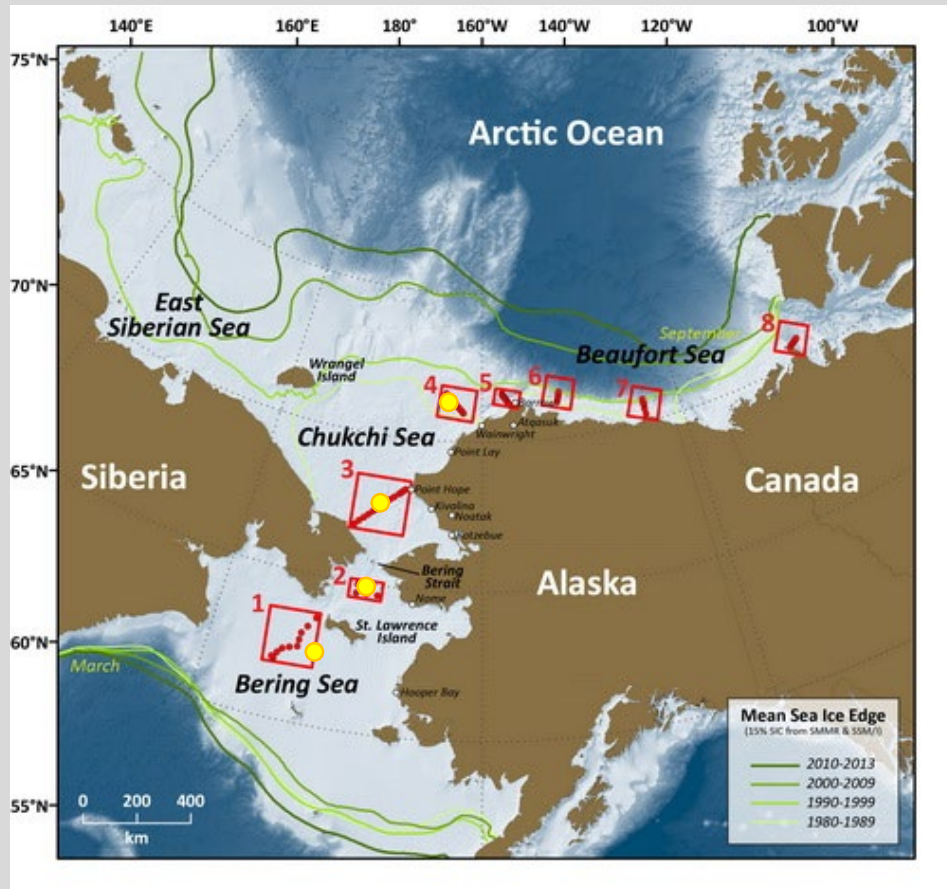 140°E 160°E 180° 160°W 140°W 120°W 100°W
75°N
Arctic Ocean
70°N
East
Siberian Sea
September
8
Beaufort Sea
Wrangel
Island
4 5 6 7
Barrow
Atqasuk
Wainwright
Chukchi Sea
Point Lay
65°N
Siberia
3
Canada
Point Hope
Kivalina
Noatak
Kotzebue
Bering
Strait
Alaska
2
Nome
1
St. Lawrence
Island
60°N
March
Bering Sea
Hooper Bay
Mean Sea Ice Edge
(15% SIC from SMMR & SSM/I)
2010-2013
2000-2009
1990-1999
1980-1989
55°N
0 200 400
km